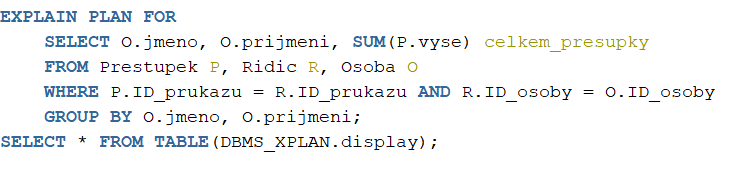 EXPLAIN PLAN FOR
SELECT O.jmeno, O.prijmeni, SUM(P.vyse) celkem_presupky
FROM Prestupek P, Ridic R, Osoba O
WHERE P.ID_prukazu = R.ID_prukazu AND R.ID_osoby = O.ID_osoby
GROUP BY O.jmeno, O.prijmeni;
SELECT * FROM TABLE(DBMS_XPLAN.display);